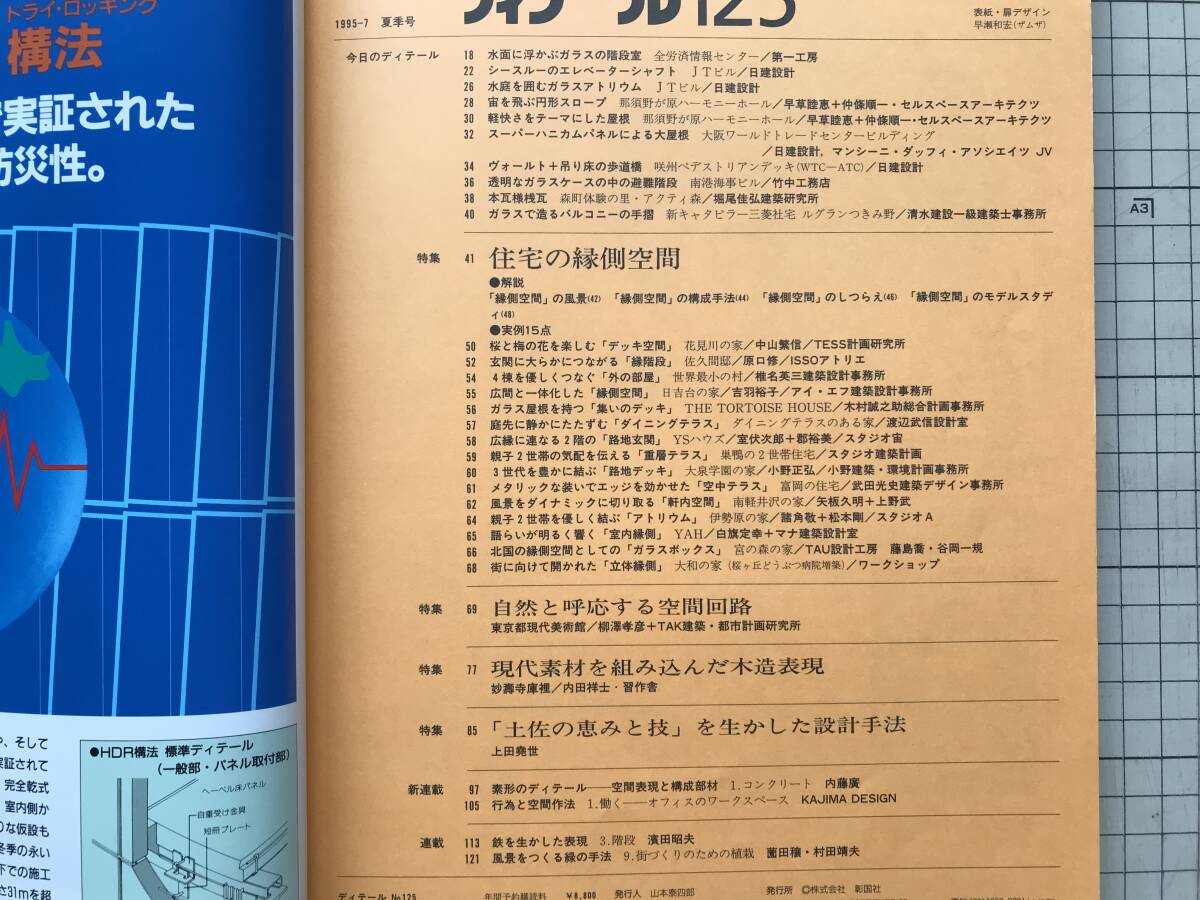 トライ・ロッキング
構法
実証された
防災性。
、そして
実証されて
完全乾式
室内側か
な仮設も
冬季の永い
下での施工
さ31mを超
●HDR構法 標準ディテール
(一般部・パネル取付部)
ヘーベル床パネル
自重受け金具
短冊プレート
1995-7 夏季号
ディテール125
表紙・扉デザイン
早瀬和宏(ザムザ)
今日のディテール
18 水面に浮かぶガラスの階段室 全労済情報センター／第一工房
22 シースルーのエレベーターシャフト JTビル／日建設計
26 水庭を囲むガラスアトリウム JTビル／日建設計
28 宙を飛ぶ円形スロープ 那須野が原ハーモニーホール／早草睦惠＋仲條順一・セルスペースアーキテクツ
30 軽快さをテーマにした屋根 那須野が原ハーモニーホール／早草睦惠＋仲條順一・セルスペースアーキテクツ
32 スーパーハニカムパネルによる大屋根 大阪ワールドトレードセンタービルディング
／日建設計，マンシーニ・ダッフィ・アソシエイツ JV
34 ヴォールト＋吊り床の歩道橋 咲州ペデストリアンデッキ(WTC—ATC)／日建設計
36 透明なガラスケースの中の避難階段 南港海事ビル／竹中工務店
38 本瓦様桟瓦 森町体験の里・アクティ森／堀尾佳弘建築研究所
40 ガラスで造るバルコニーの手摺 新キャタピラー三菱社宅 ルグランつきみ野／清水建設一級建築士事務所
特集 41 住宅の縁側空間
●解説
「縁側空間」の風景(42) 「縁側空間」の構成手法(44) 「縁側空間」のしつらえ(46) 「縁側空間」のモデルスタデ
ィ(48)
●実例15点
50 桜と梅の花を楽しむ「デッキ空間」 花見川の家／中山繁信／TESS計画研究所
52 玄関に大らかにつながる「縁階段」 佐久間邸／原口修／ISSOアトリエ
54 4棟を優しくつなぐ「外の部屋」 世界最小の村／椎名英三建築設計事務所
55 広間と一体化した「縁側空間」 日吉台の家／吉羽裕子／アイ・エフ建築設計事務所
56 ガラス屋根を持つ「集いのデッキ」 THE TORTOISE HOUSE／木村誠之助総合計画事務所
57 庭先に静かにたたずむ「ダイニングテラス」 ダイニングテラスのある家／渡辺武信設計室
58 広縁に連なる2階の「路地玄関」 YSハウズ／室伏次郎＋郡裕美／スタジオ宙
59 親子2世帯の気配を伝える「重層テラス」 巣鴨の2世帯住宅／スタジオ建築計画
60 3世代を豊かに結ぶ「路地デッキ」 大泉学園の家／小野正弘／小野建築・環境計画事務所
61 メタリックな装いでエッジを効かせた「空中テラス」 富岡の住宅／武田光史建築デザイン事務所
62 風景をダイナミックに切り取る「軒内空間」 南軽井沢の家／矢板久明＋上野武
64 親子2世帯を優しく結ぶ「アトリウム」 伊勢原の家／諸角敬＋松本剛／スタジオA
65 語らいが明るく響く「室内縁側」 YAH／白旗定幸＋マナ建築設計室
66 北国の縁側空間としての「ガラスボックス」 宮の森の家／TAU設計工房 藤島喬・谷岡一規
68 街に向けて開かれた「立体縁側」 大和の家(桜ヶ丘どうぶつ病院増築)／ワークショップ
特集 69 自然と呼応する空間回路
東京都現代美術館／柳澤孝彦＋TAK建築・都市計画研究所
特集 77 現代素材を組み込んだ木造表現
妙壽寺庫裡／内田祥士・習作舎
特集 85 「土佐の恵みと技」を生かした設計手法
上田堯世
新連載 97 素形のディテール——空間表現と構成部材 1.コンクリート 内藤廣
105 行為と空間作法 1.働く——オフィスのワークスペース KAJIMA DESIGN
連載 113 鉄を生かした表現 3.階段 濱田昭夫
121 風景をつくる緑の手法 9.街づくりのための植栽 薗田穣・村田靖夫
ディテール No.125
年間予約購読料 ¥8,800
発行人 山本泰四郎
発行所 ©株式会社 彰国社
A3